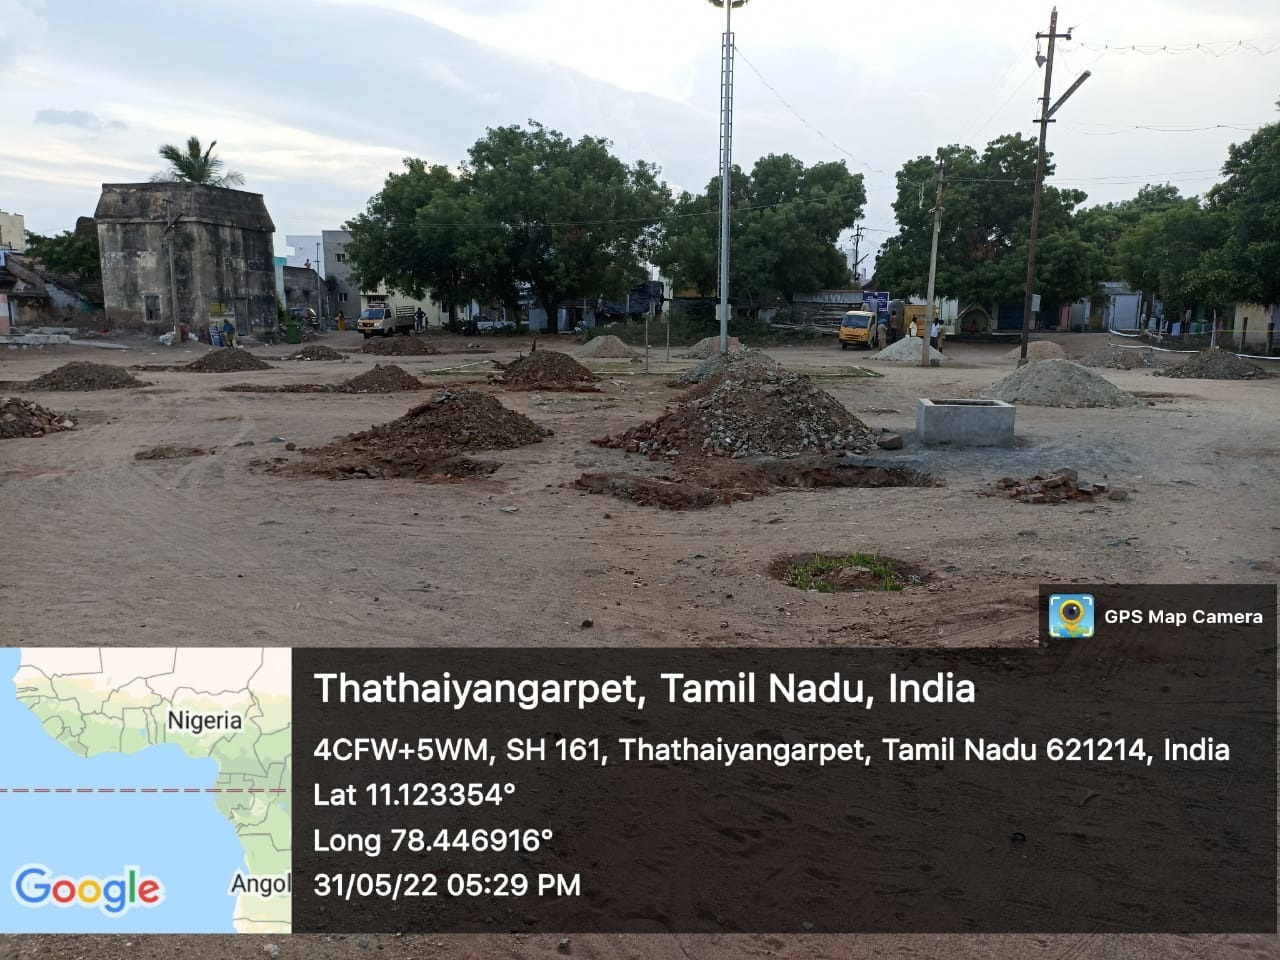 GPS Map Camera
Nigeria
Angol
Google
Thathaiyangarpet, Tamil Nadu, India
4CFW+5WM, SH 161, Thathaiyangarpet, Tamil Nadu 621214, India
Lat 11.123354°
Long 78.446916°
31/05/22 05:29 PM